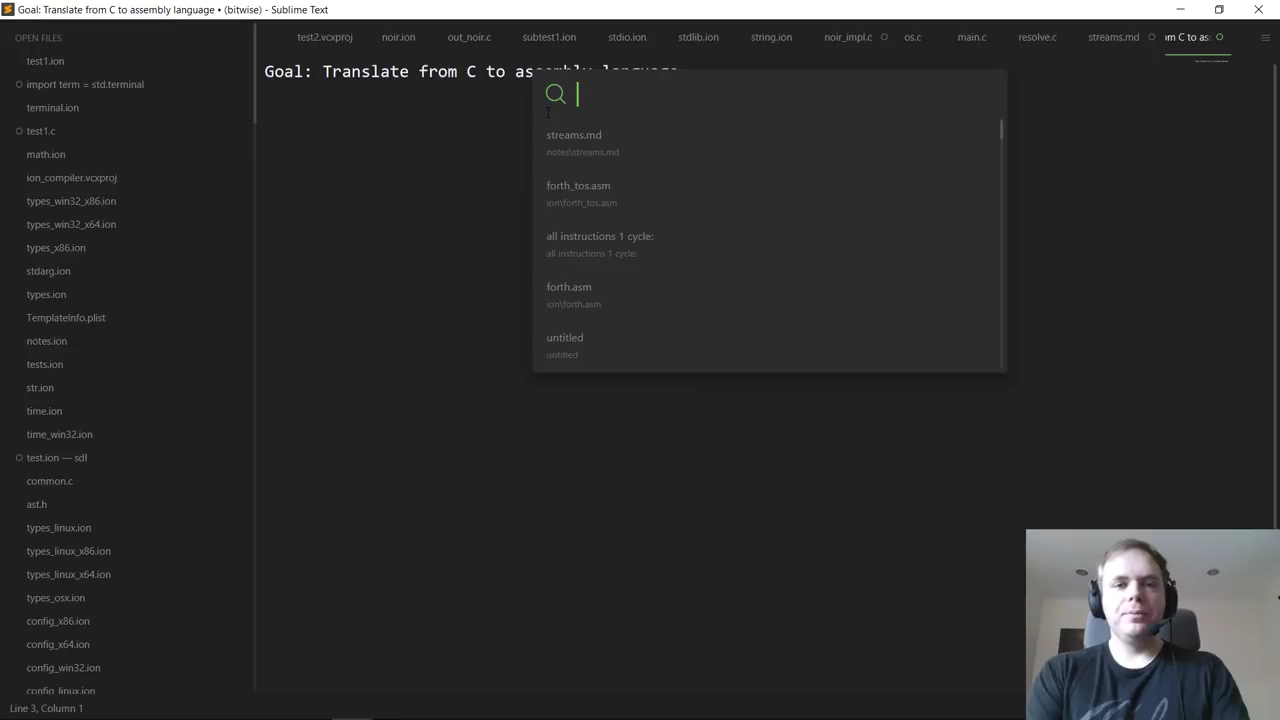 Goal: Translate from C to assembly language • (bitwise) - Sublime Text
OPEN FILES
test1.ion
import term = std.terminal
terminal.ion
test1.c
math.ion
ion_compiler.vcxproj
types_win32_x86.ion
types_win32_x64.ion
types_x86.ion
stdarg.ion
types.ion
TemplateInfo.plist
notes.ion
tests.ion
str.ion
time.ion
time_win32.ion
test.ion — sdl
common.c
ast.h
types_linux.ion
types_linux_x86.ion
types_linux_x64.ion
types_osx.ion
config_x86.ion
config_x64.ion
config_win32.ion
config_linux.ion
test2.vcxproj
noir.ion
out_noir.c
subtest1.ion
stdio.ion
stdlib.ion
string.ion
noir_impl.c
os.c
main.c
resolve.c
streams.md
om C to as
Goal: Translate from C to assembly language
streams.md
notes\streams.md
forth_tos.asm
ion\forth_tos.asm
all instructions 1 cycle:
all instructions 1 cycle:
forth.asm
ion\forth.asm
untitled
untitled
Line 3, Column 1